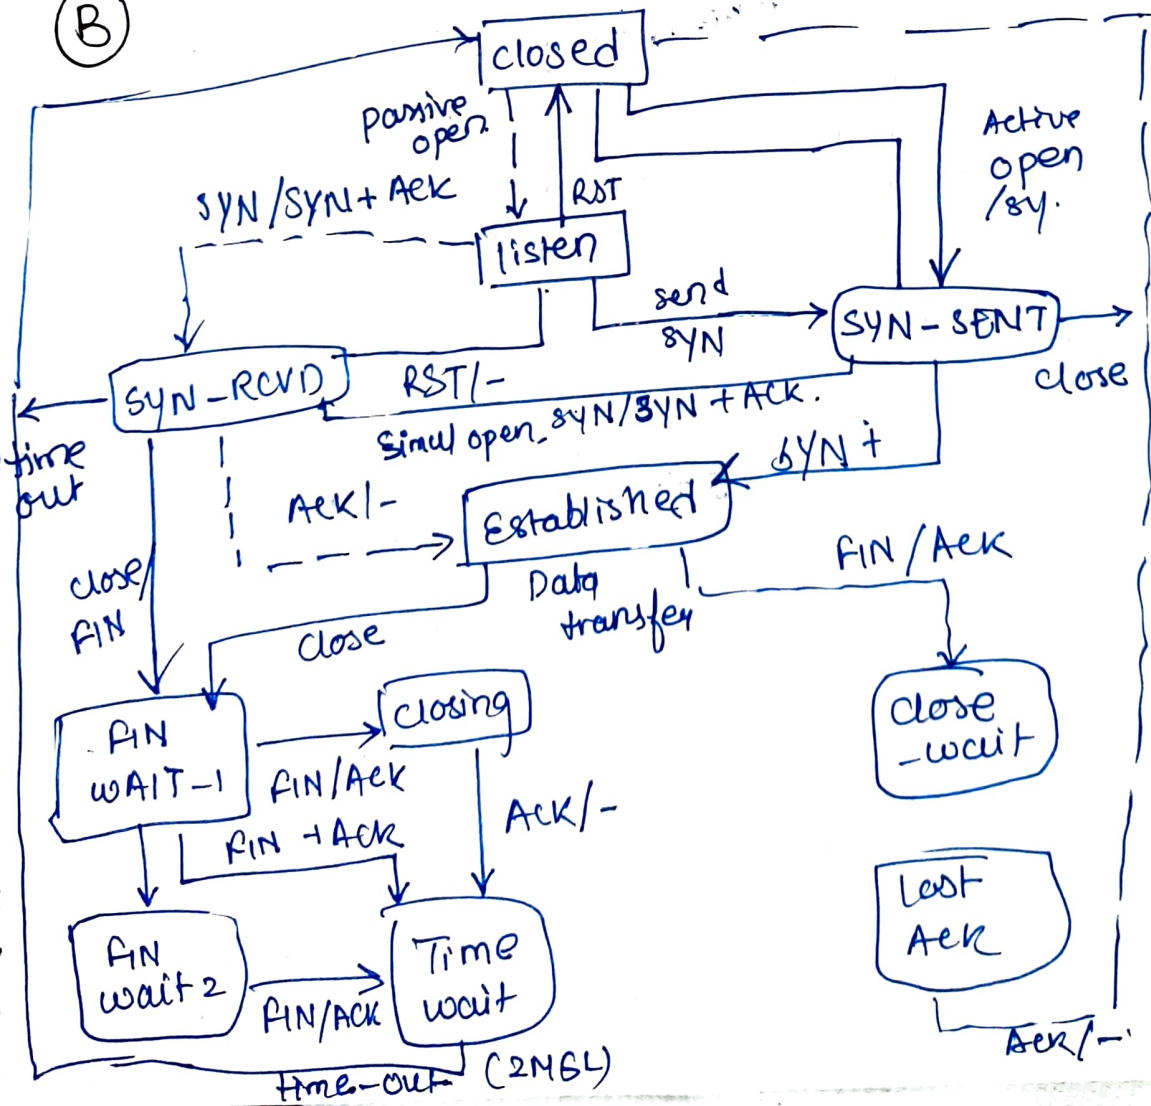 B
closed
passive
open
Active
open
/sy.
SYN/SYN+ACK
RST
listen
send
SYN
SYN-SENT
close
SYN-RCVD
RST/-
Simul open, SYN/SYN + ACK.
time
out
SYN +
ACK/-
Established
FIN/ACK
close/
FIN
Data
transfer
close
closing
close
-wait
FIN
WAIT-1
FIN/ACK
ACK/-
FIN + ACK
Last
Ack
FIN
wait 2
Time
wait
FIN/ACK
ACK/-
time-out (2MSL)